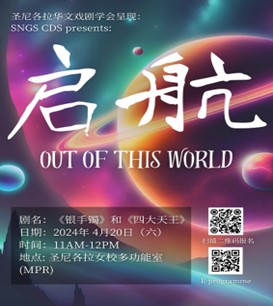 圣尼各拉华文戏剧学会呈现:
SNGS CDS presents:
启航
OUT OF THIS WORLD
剧名: 《银手镯》和《四大天王》
日期: 2024年 4月20日(六)
时间: 11AM-12PM
地点: 圣尼各拉女校多功能室
(MPR)
扫描二维码报名
programme